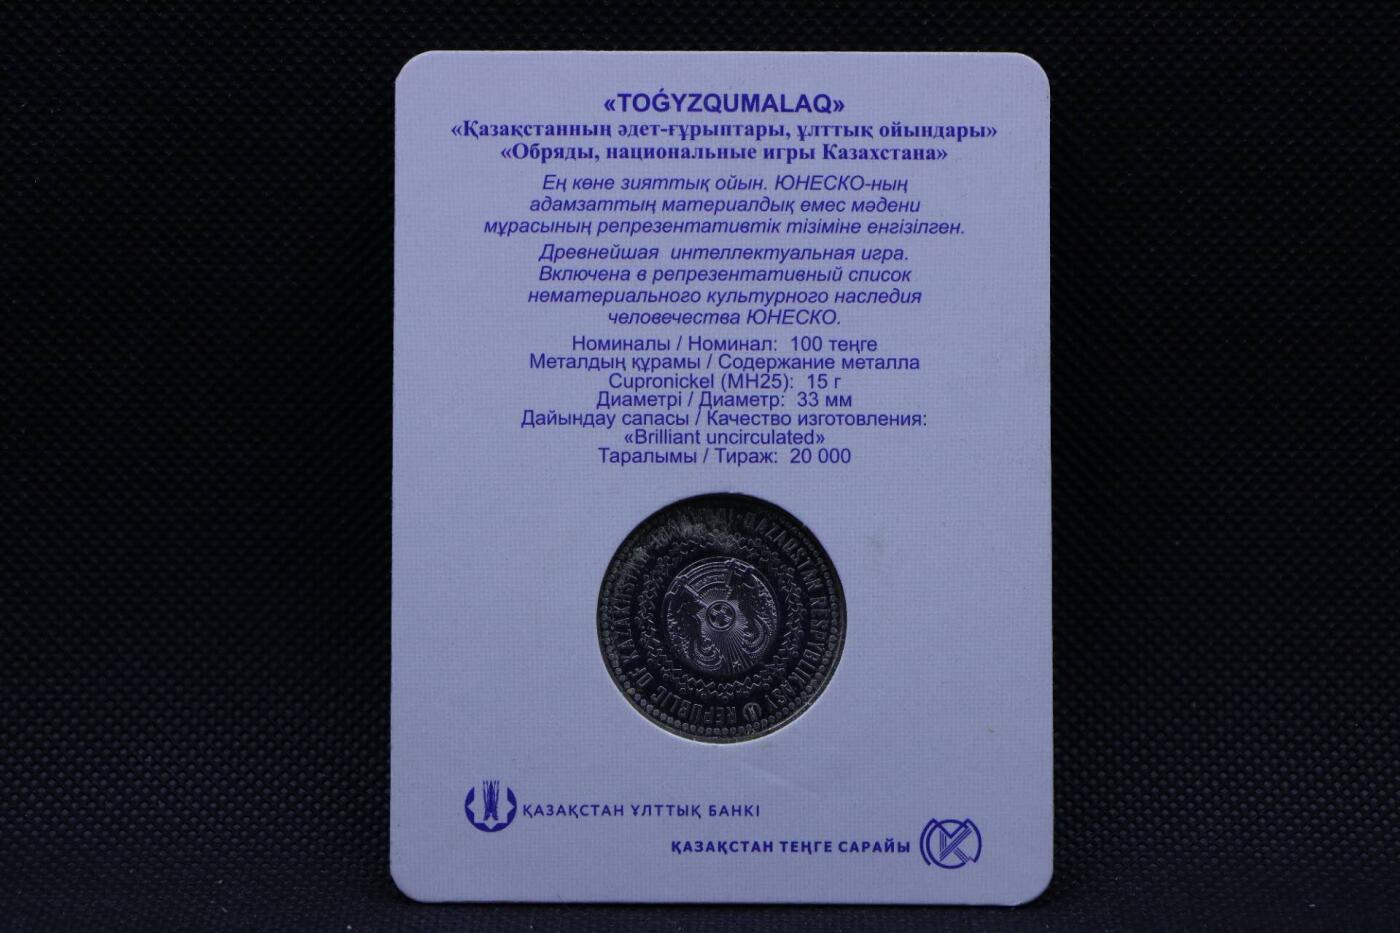 «TOǴYZQUMALAQ»
«Қазақстанның әдет-ғұрыптары, ұлттық ойындары»
«Обряды, национальные игры Казахстана»
Ең көне зияттық ойын. ЮНЕСКО-ның
адамзаттың материалдық емес мәдени
мұрасының репрезентативтік тізіміне енгізілген.
Древнейшая интеллектуальная игра.
Включена в репрезентативный список
нематериального культурного наследия
человечества ЮНЕСКО.
Номиналы / Номинал: 100 теңге
Металдың құрамы / Содержание металла
Cupronickel (МН25): 15 г
Диаметрі / Диаметр: 33 мм
Дайындау сапасы / Качество изготовления:
«Brilliant uncirculated»
Таралымы / Тираж: 20 000
QAZAQSTAN RESPYBLIKASY
REPUBLIC OF KAZAKHSTAN
ҚАЗАҚСТАН ҰЛТТЫҚ БАНКІ
ҚАЗАҚСТАН ТЕҢГЕ САРАЙЫ